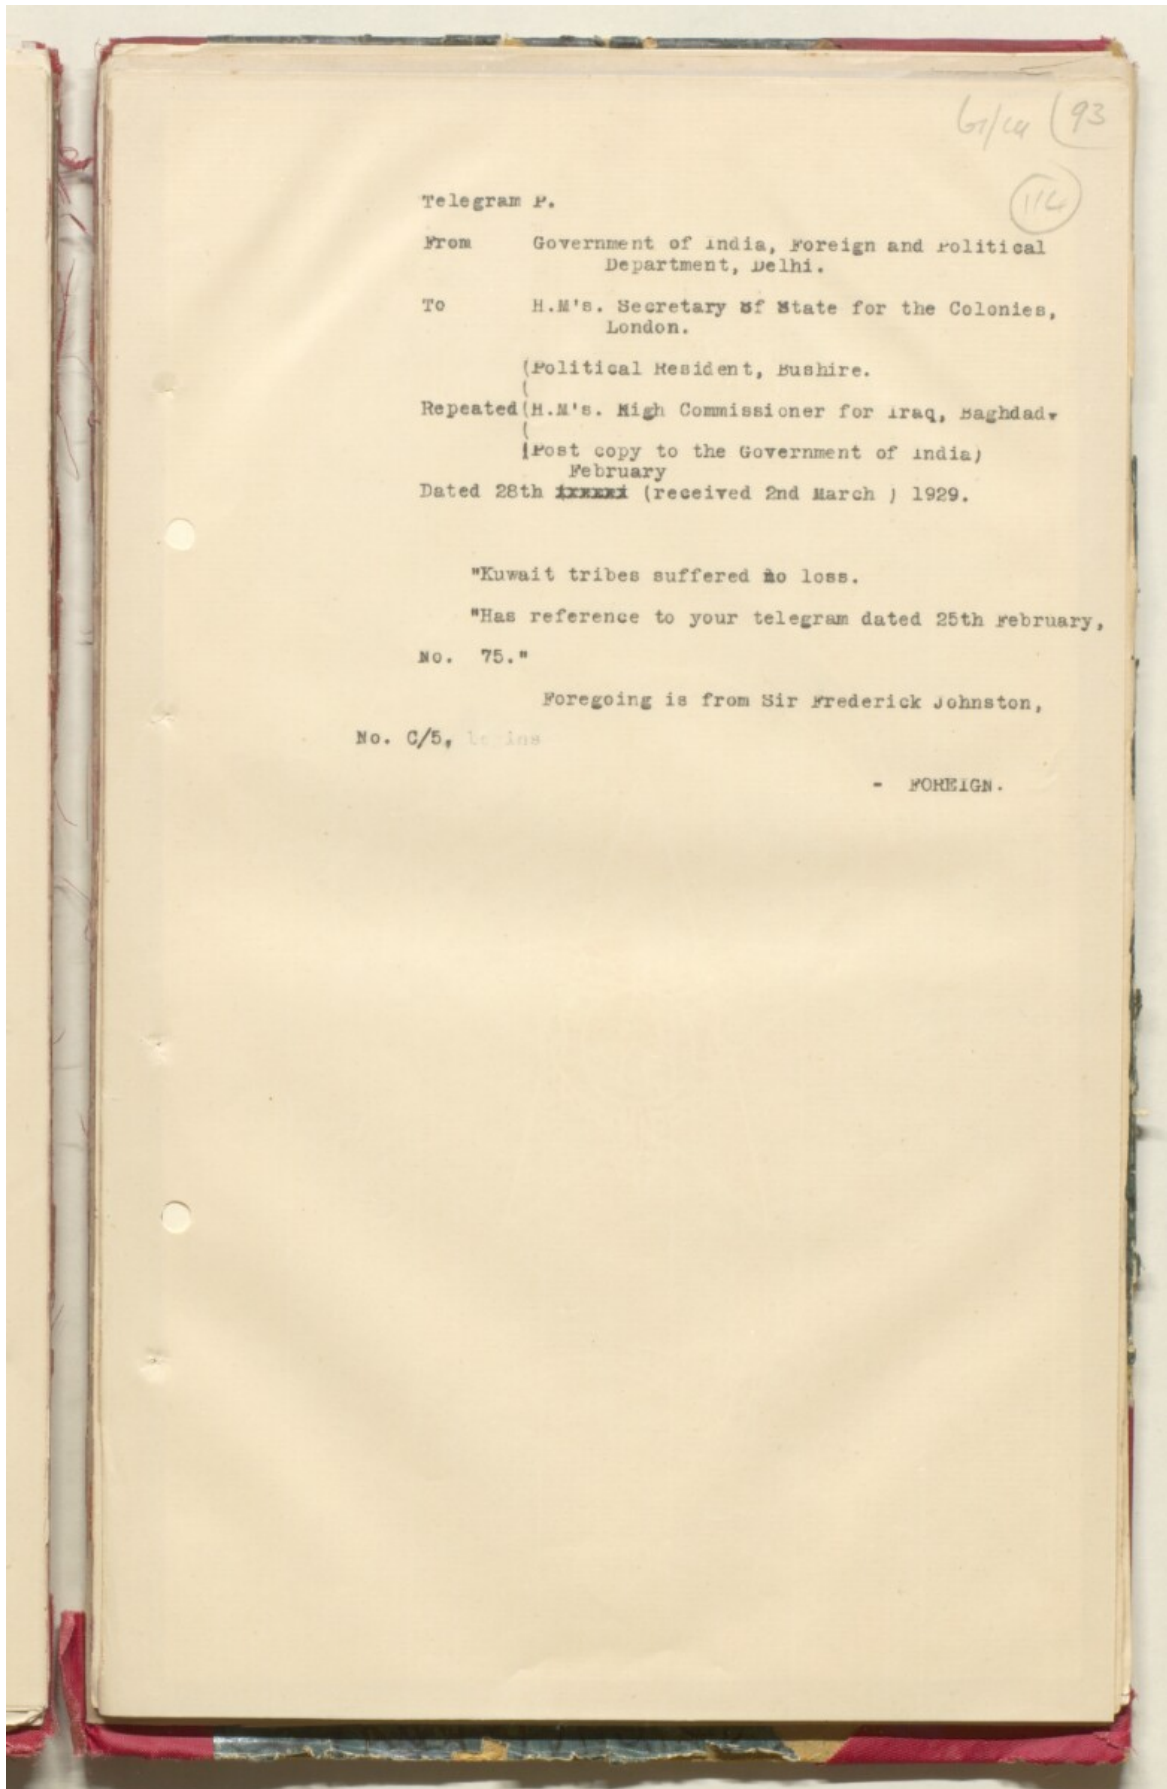 93
114
Telegram P.
From Government of India, Foreign and Political
Department, Delhi.
To H.M's. Secretary of State for the Colonies,
London.
(Political Resident, Bushire.
(
Repeated(H.M's. High Commissioner for Iraq, Baghdad.
(
(Post copy to the Government of India)
February
Dated 28th (received 2nd March ) 1929.
"Kuwait tribes suffered no loss.
"Has reference to your telegram dated 25th February,
No. 75."
Foregoing is from Sir Frederick Johnston,
No. C/5,
- FOREIGN.